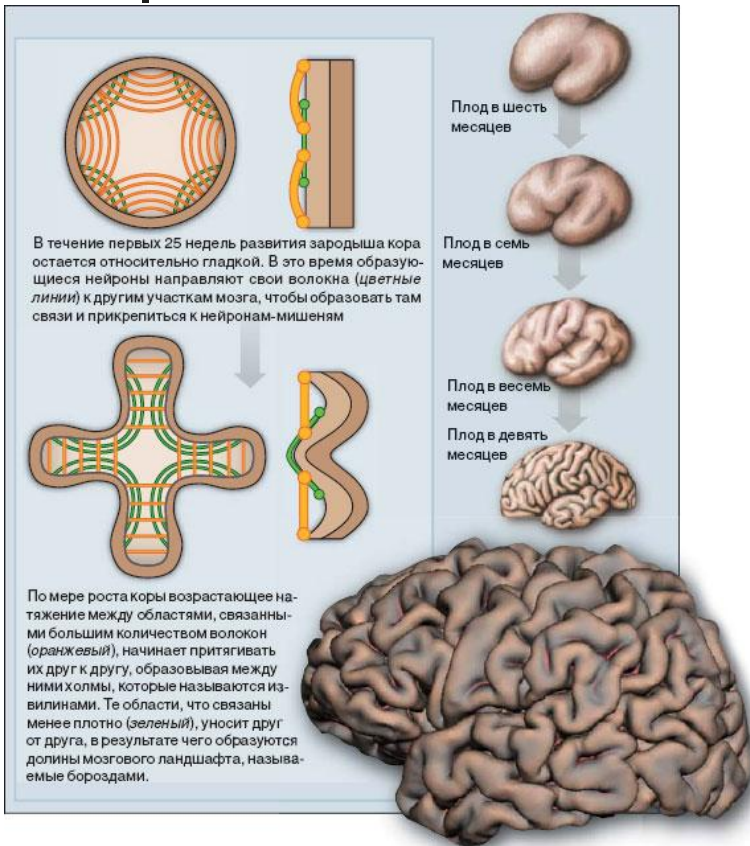 Плод в шесть
месяцев
Плод в семь
месяцев
В течение первых 25 недель развития зародыша кора
остается относительно гладкой. В это время образую-
щиеся нейроны направляют свои волокна (цветные
линии) к другим участкам мозга, чтобы образовать там
связи и прикрепиться к нейронам-мишеням
Плод в весемь
месяцев
Плод в девять
месяцев
По мере роста коры возрастающее на-
тяжение между областями, связанны-
ми большим количеством волокон
(оранжевый), начинает притягивать
их друг к другу, образовывая между
ними холмы, которые называются из-
вилинами. Те области, что связаны
менее плотно (зеленый), уносит друг
от друга, в результате чего образуются
долины мозгового ландшафта, называ-
емые бороздами.